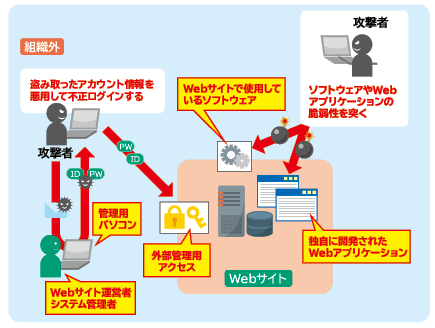 組織外
攻撃者
盗み取ったアカウント情報を
悪用して不正ログインする
Webサイトで使用して
いるソフトウェア
ソフトウェアやWeb
アプリケーションの
脆弱性を突く
攻撃者
PW
ID
ID
PW
管理用
パソコン
外部管理用
アクセス
独自に開発された
Webアプリケーション
Webサイト
Webサイト運営者
システム管理者